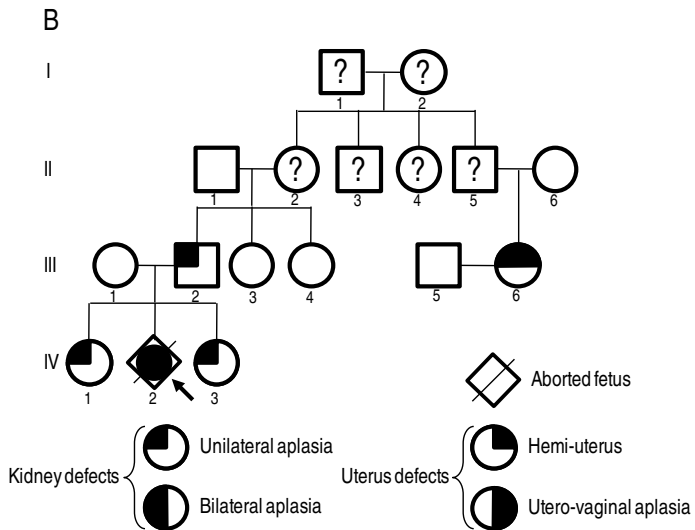 B
I
? ?
1 2
II
? ? ? ?
1 2 3 4 5 6
III
1 2 3 4 5 6
IV
1 2 3
Aborted fetus
Kidney defects
Unilateral aplasia
Bilateral aplasia
Uterus defects
Hemi-uterus
Utero-vaginal aplasia